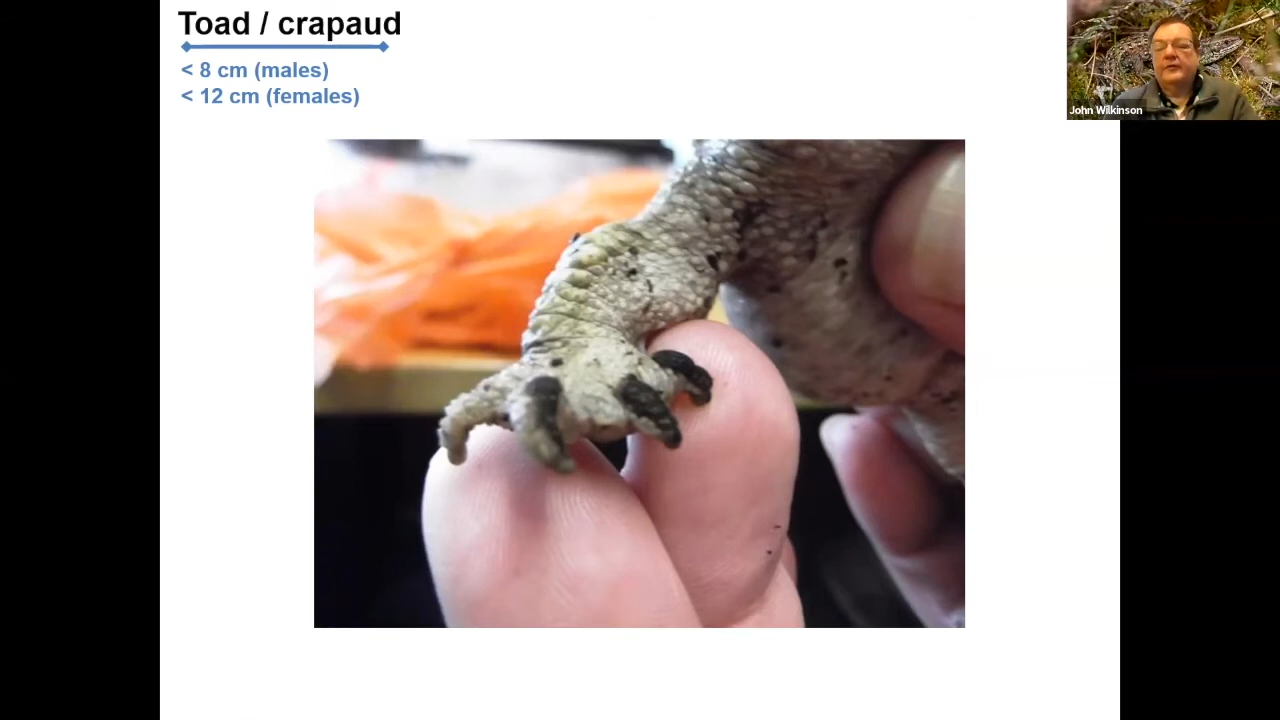 Toad / crapaud
< 8 cm (males)
< 12 cm (females)
John Wilkinson